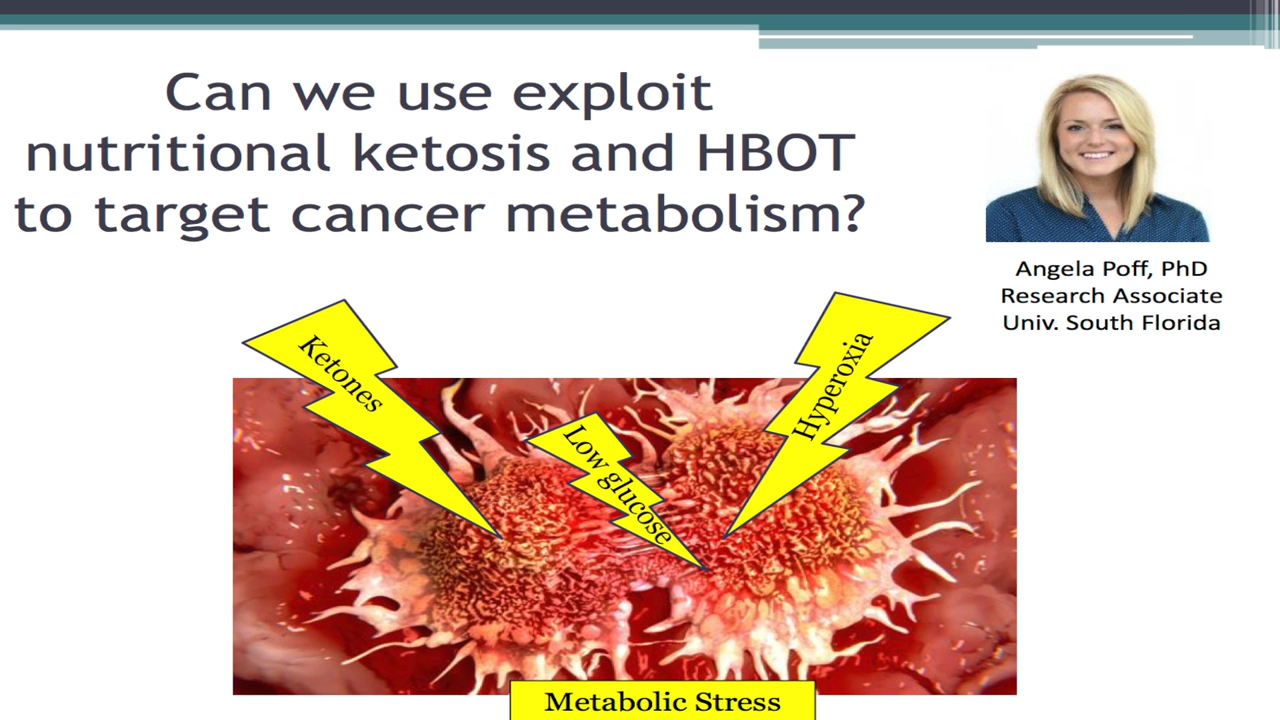 Can we use exploit
nutritional ketosis and HBOT
to target cancer metabolism?
Angela Poff, PhD
Research Associate
Univ. South Florida
Ketones
Low glucose
Hyperoxia
Metabolic Stress